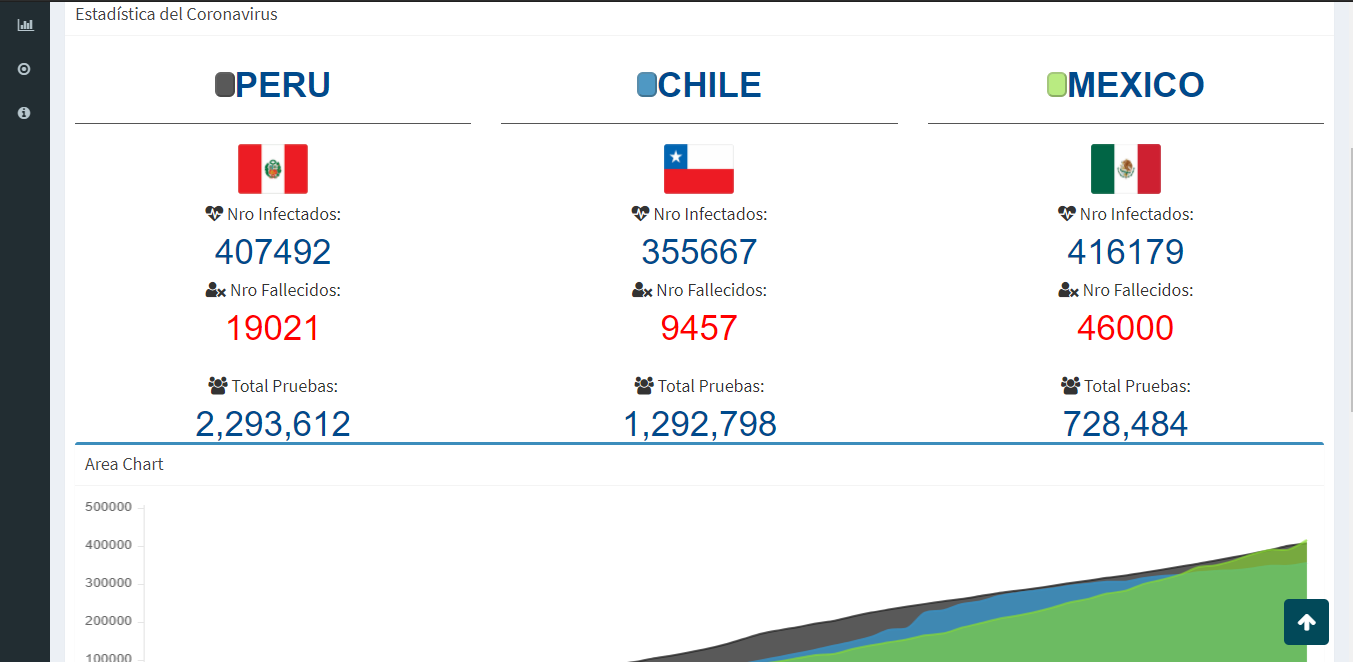 Estadística del Coronavirus
PERU
CHILE
MEXICO
Nro Infectados:
Nro Infectados:
Nro Infectados:
407492
355667
416179
Nro Fallecidos:
Nro Fallecidos:
Nro Fallecidos:
19021
9457
46000
Total Pruebas:
Total Pruebas:
Total Pruebas:
2,293,612
1,292,798
728,484
Area Chart
500000
400000
300000
200000
100000